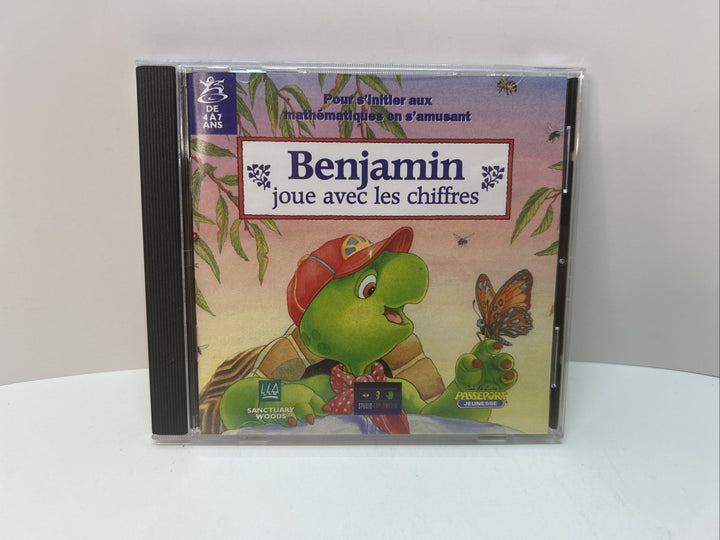 DE
4 À 7
ANS
Pour s'initier aux
mathématiques en s'amusant
Benjamin
joue avec les chiffres
SANCTUARY
WOODS
STUDIO
PASSEPORT
JEUNESSE